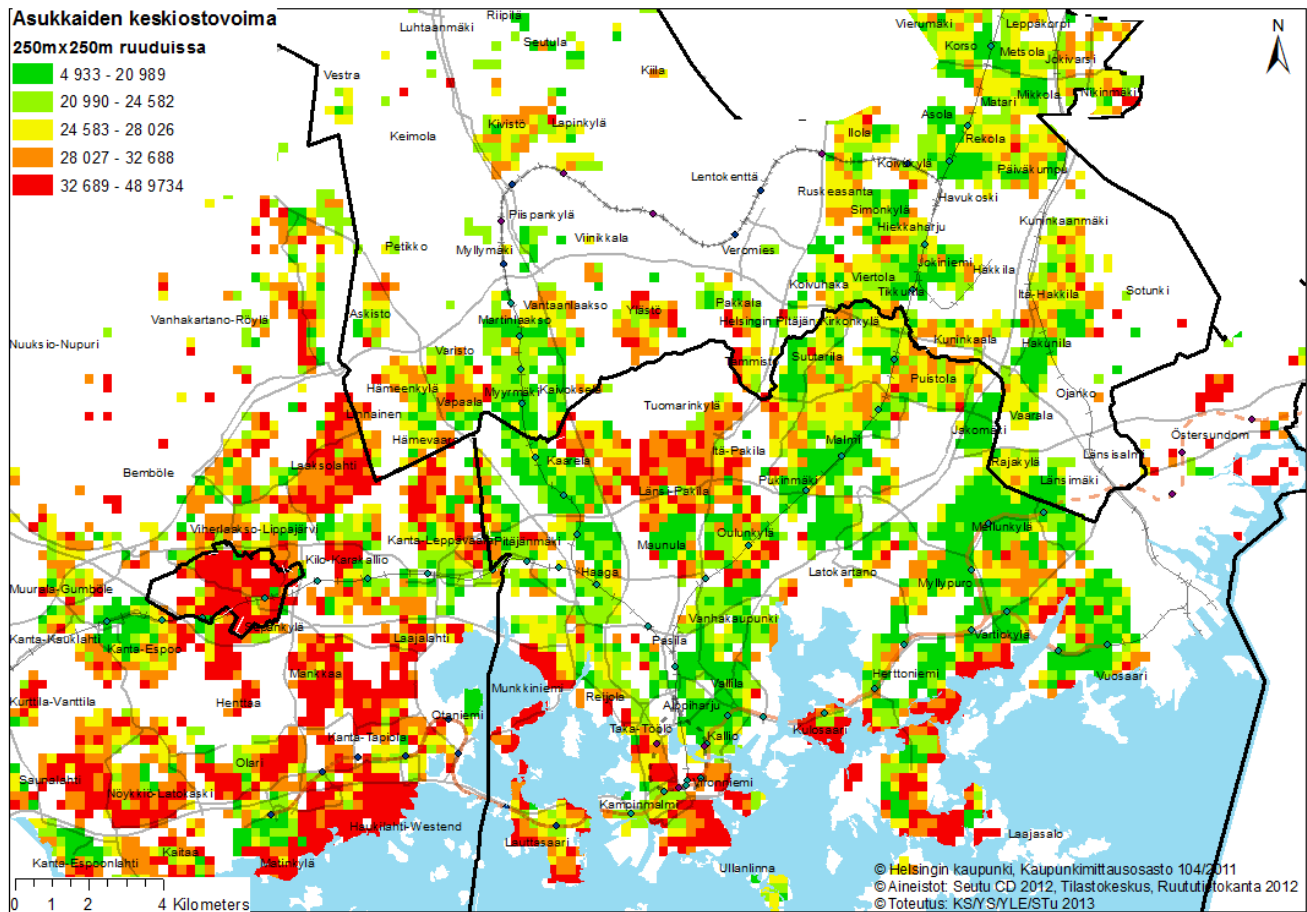 Asukkaiden keskiostovoima
250mx250m ruuduissa
4 933 - 20 989
20 990 - 24 582
24 583 - 28 026
28 027 - 32 688
32 689 - 48 9734
N
Riipilä
Luhtaanmäki
Seutula
Vierumäki
Leppäkorpi
Korso
Metsola
Jokivarsi
Vestra
Kiila
Mikkola
Nikinmäki
Matari
Keimola
Kivistö
Lapinkylä
Asola
Ilola
Rekola
Koivukylä
Päiväkumpu
Lentokenttä
Ruskeasanta
Havukoski
Piispankylä
Simonkylä
Kuninkaanmäki
Hiekkaharju
Petikko
Viinikkala
Myllymäki
Veromies
Jokiniemi
Hakkila
Viertola
Koivuhaka
Tikkurila
Itä-Hakkila
Sotunki
Vantaanlaakso
Pakkala
Vanhakartano-Röylä
Askisto
Martinlaakso
Ylästö
Helsingin Pitäjän Kirkonkylä
Nuuksio-Nupuri
Varisto
Kuninkaala
Hakunila
Tammisto
Suutarila
Hämeenkylä
Myyrmäki
Kaivoksela
Puistola
Ojanko
Vapaala
Linnainen
Tuomarinkylä
Vaarala
Hämevaara
Malmi
Jakomäki
Östersundom
Itä-Pakila
Kaarela
Rajakylä
Länsisalmi
Bemböle
Laaksolahti
Länsi-Pakila
Pukinmäki
Länsimäki
Viherlaakso-Lippajärvi
Mellunkylä
Kanta-Leppävaara
Pitäjänmäki
Oulunkylä
Maunula
Kilo-Karakallio
Haaga
Latokartano
Myllypuro
Muurala-Gumböle
Vanhakaupunki
Sepänkylä
Kanta-Kauklahti
Laajalahti
Pasila
Vartiokylä
Kanta-Espoo
Mankkaa
Herttoniemi
Vuosaari
Munkkiniemi
Vallila
Kurttila-Vanttila
Henttaa
Reijola
Alppiharju
Otaniemi
Taka-Töölö
Kulosaari
Kanta-Tapiola
Kallio
Olari
Saunalahti
Vironniemi
Nöykkiö-Latokaski
Kampinmalmi
Haukilahti-Westend
Laajasalo
Lauttasaari
Kaitaa
Kanta-Espoonlahti
Matinkylä
Ullanlinna
0 1 2 4 Kilometers
© Helsingin kaupunki, Kaupunkimittausosasto 104/2011
© Aineistot: Seutu CD 2012, Tilastokeskus, Ruututietokanta 2012
© Toteutus: KS/YS/YLE/STu 2013